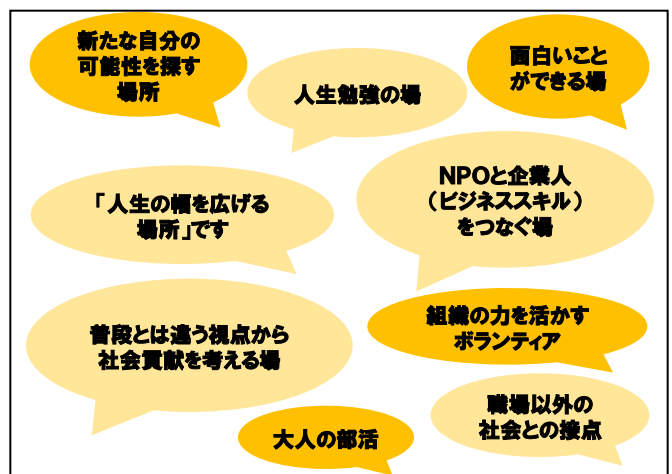 新たな自分の
可能性を探す
場所
人生勉強の場
面白いこと
ができる場
「人生の幅を広げる
場所」です
NPOと企業人
(ビジネススキル)
をつなぐ場
普段とは違う視点から
社会貢献を考える場
組織の力を活かす
ボランティア
大人の部活
職場以外の
社会との接点